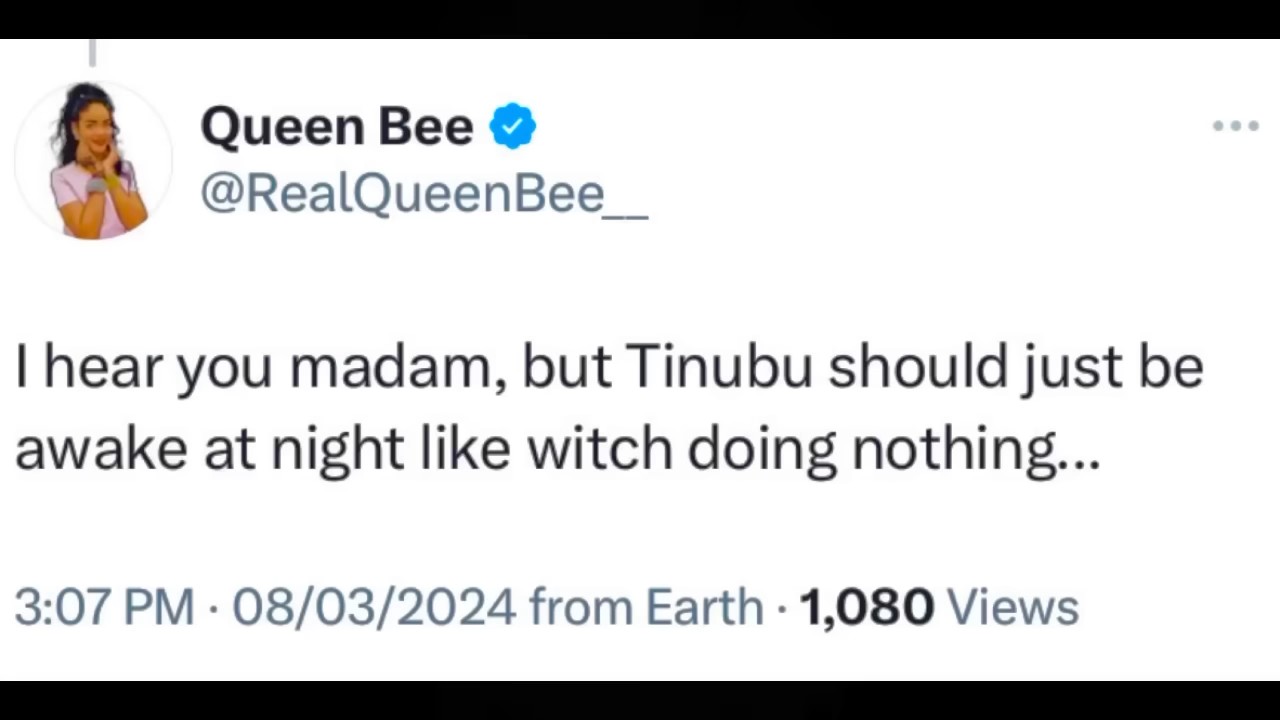 Queen Bee
@RealQueenBee__
I hear you madam, but Tinubu should just be
awake at night like witch doing nothing...
3:07 PM · 08/03/2024 from Earth · 1,080 Views